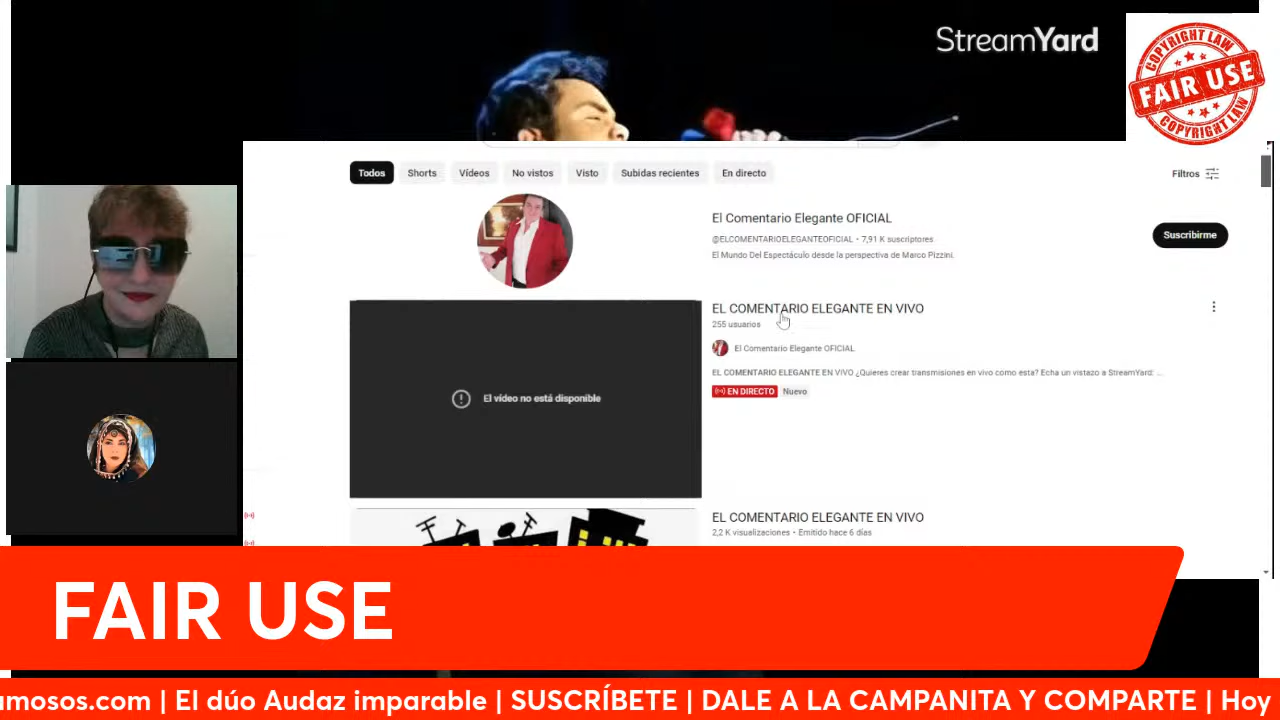 StreamYard
COPYRIGHT LAW
FAIR USE
COPYRIGHT LAW
Todos
Shorts
Vídeos
No vistos
Visto
Subidas recientes
En directo
Filtros
El Comentario Elegante OFICIAL
@ELCOMENTARIOELEGANTEOFICIAL • 7,91 K suscriptores
El Mundo Del Espectáculo desde la perspectiva de Marco Pizzini.
Suscribirme
EL COMENTARIO ELEGANTE EN VIVO
255 usuarios
El Comentario Elegante OFICIAL
EL COMENTARIO ELEGANTE EN VIVO ¿Quieres crear transmisiones en vivo como esta? Echa un vistazo a StreamYard: ...
EN DIRECTO
Nuevo
El vídeo no está disponible
EL COMENTARIO ELEGANTE EN VIVO
2,2 K visualizaciones • Emitido hace 6 días
FAIR USE
amosos.com | El dúo Audaz imparable | SUSCRÍBETE | DALE A LA CAMPANITA Y COMPARTE | Hoy